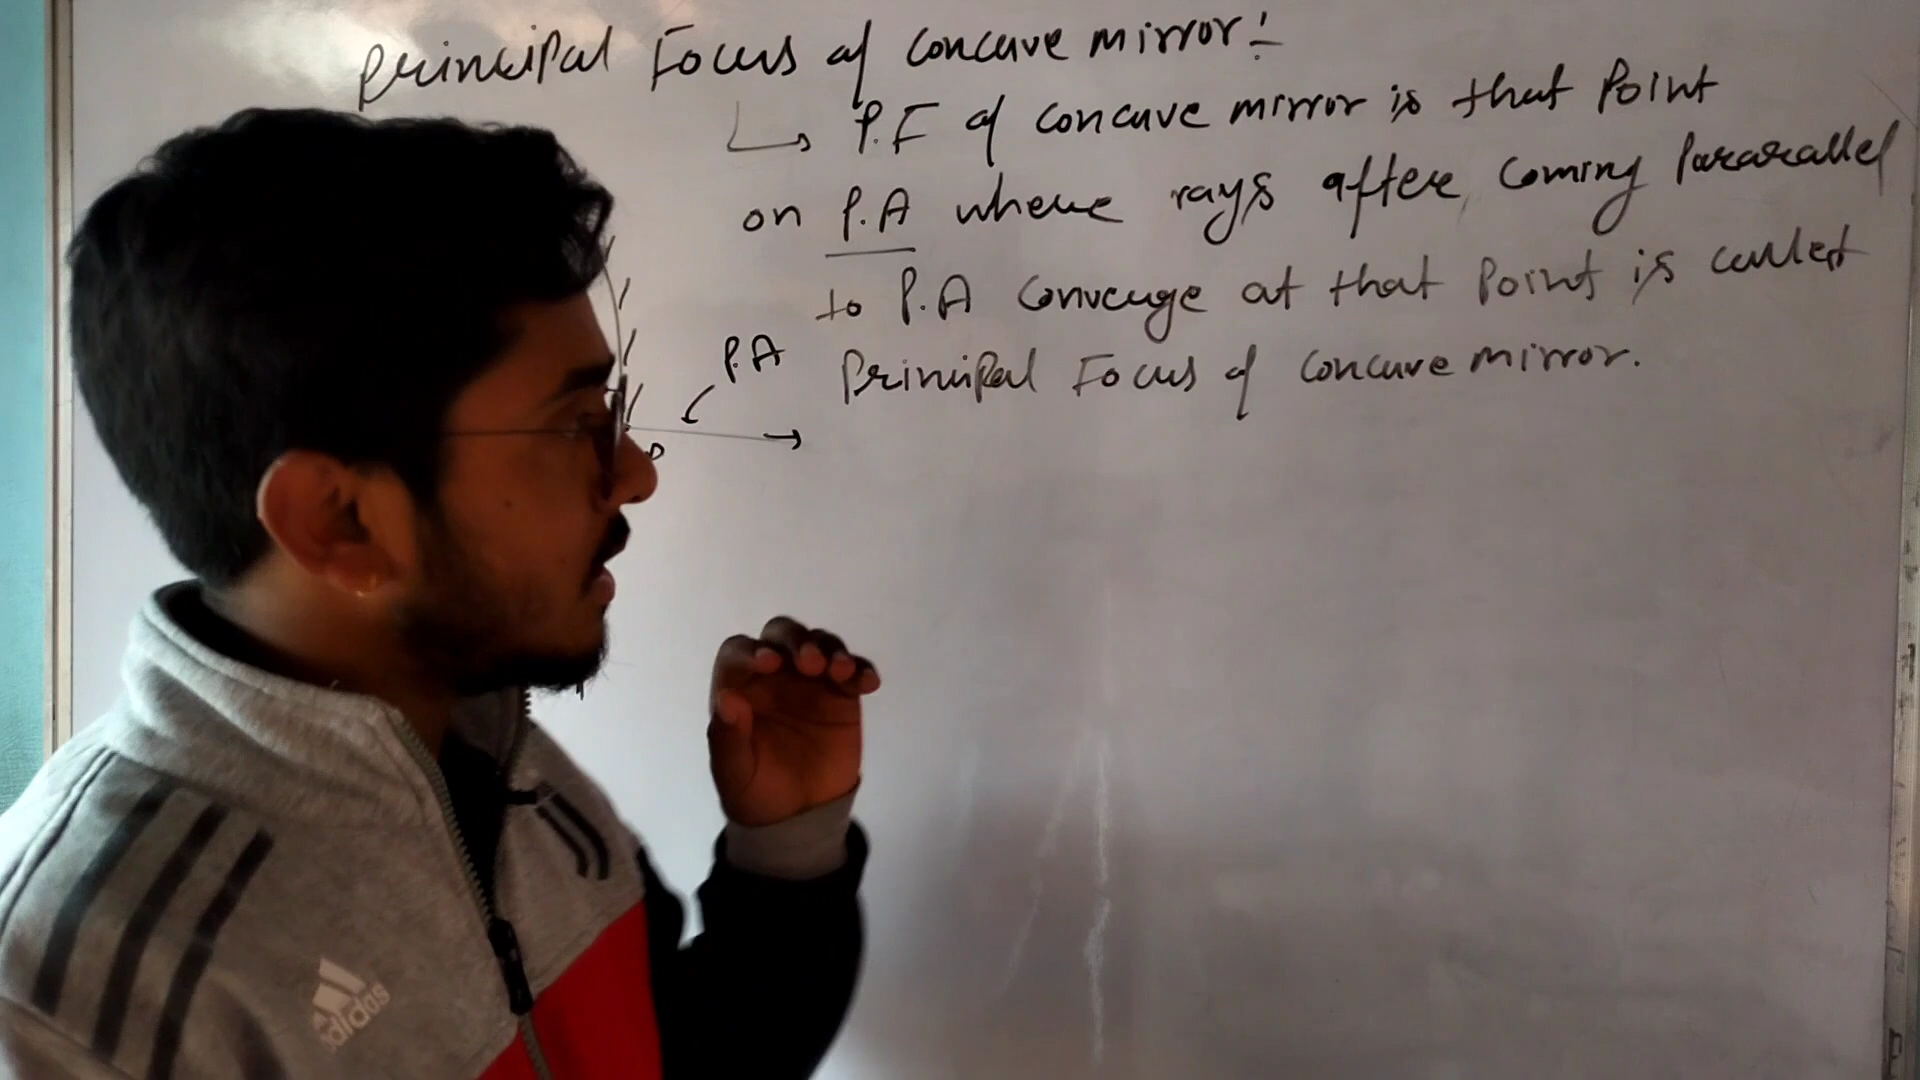 Principal Focus of concave mirror:-
↳ P.F of concave mirror is that Point
on P.A where rays after coming Pararallel
to P.A converge at that Point is called
Principal Focus of concave mirror.
P.A
P
adidas